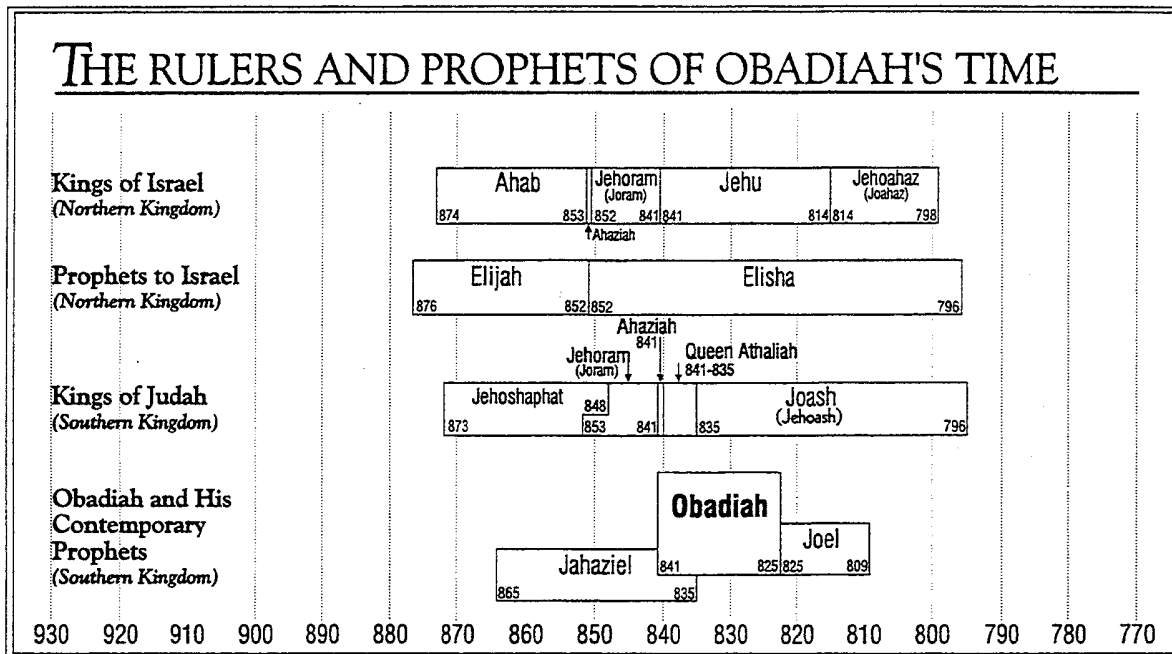 THE RULERS AND PROPHETS OF OBADIAH'S TIME
Kings of Israel
(Northern Kingdom)
Ahab
874 853
Jehoram
(Joram)
852 841
Jehu
841 814
Jehoahaz
(Joahaz)
814 798
Ahaziah
Prophets to Israel
(Northern Kingdom)
Elijah
876 852
Elisha
852 796
Ahaziah
841
Jehoram
(Joram)
Queen Athaliah
841-835
Kings of Judah
(Southern Kingdom)
Jehoshaphat
848
873 853 841
Joash
(Jehoash)
835 796
Obadiah and His
Contemporary
Prophets
(Southern Kingdom)
Obadiah
841 825
Joel
825 809
Jahaziel
865 835
930 920 910 900 890 880 870 860 850 840 830 820 810 800 790 780 770